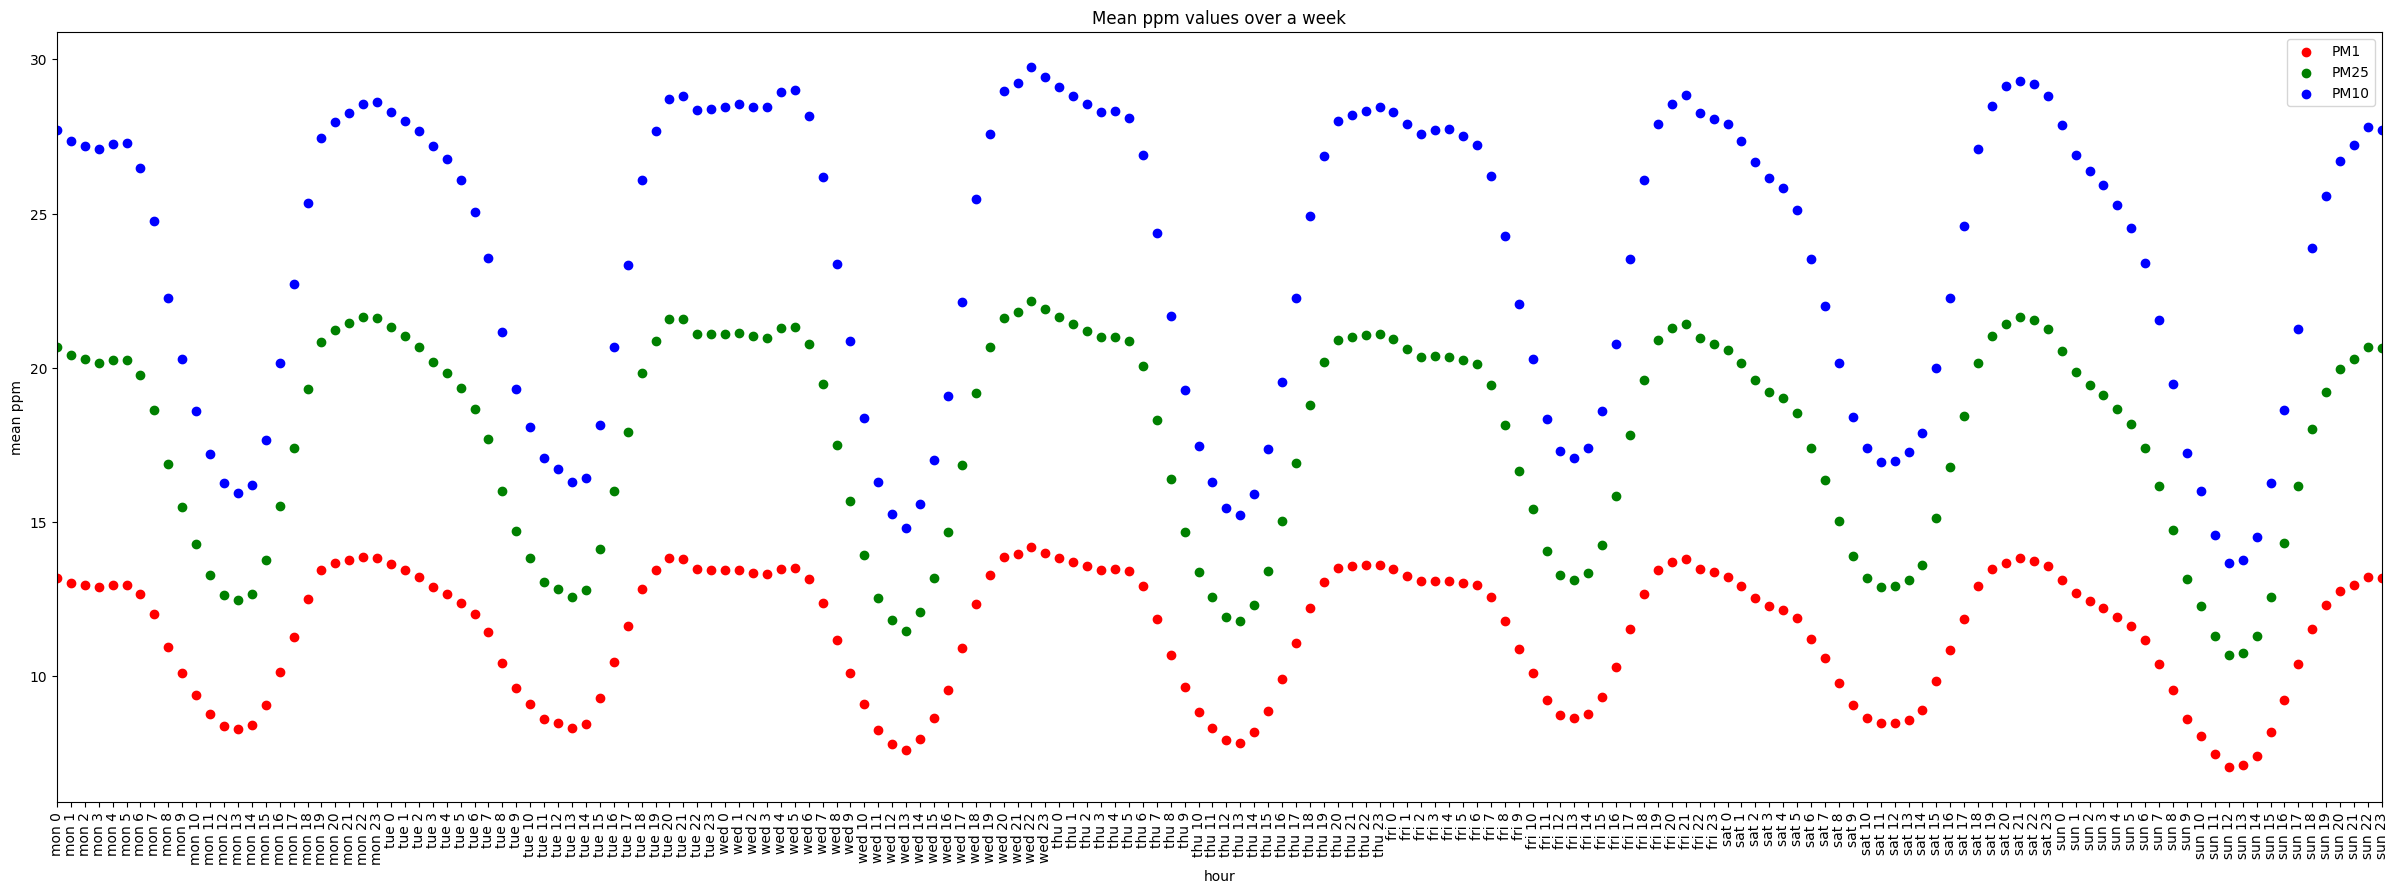 Mean ppm values over a week
PM1
PM25
PM10
30
25
20
15
10
mean ppm
mon 0
mon 1
mon 2
mon 3
mon 4
mon 5
mon 6
mon 7
mon 8
mon 9
mon 10
mon 11
mon 12
mon 13
mon 14
mon 15
mon 16
mon 17
mon 18
mon 19
mon 20
mon 21
mon 22
mon 23
tue 0
tue 1
tue 2
tue 3
tue 4
tue 5
tue 6
tue 7
tue 8
tue 9
tue 10
tue 11
tue 12
tue 13
tue 14
tue 15
tue 16
tue 17
tue 18
tue 19
tue 20
tue 21
tue 22
tue 23
wed 0
wed 1
wed 2
wed 3
wed 4
wed 5
wed 6
wed 7
wed 8
wed 9
wed 10
wed 11
wed 12
wed 13
wed 14
wed 15
wed 16
wed 17
wed 18
wed 19
wed 20
wed 21
wed 22
wed 23
thu 0
thu 1
thu 2
thu 3
thu 4
thu 5
thu 6
thu 7
thu 8
thu 9
thu 10
thu 11
thu 12
thu 13
thu 14
thu 15
thu 16
thu 17
thu 18
thu 19
thu 20
thu 21
thu 22
thu 23
fri 0
fri 1
fri 2
fri 3
fri 4
fri 5
fri 6
fri 7
fri 8
fri 9
fri 10
fri 11
fri 12
fri 13
fri 14
fri 15
fri 16
fri 17
fri 18
fri 19
fri 20
fri 21
fri 22
fri 23
sat 0
sat 1
sat 2
sat 3
sat 4
sat 5
sat 6
sat 7
sat 8
sat 9
sat 10
sat 11
sat 12
sat 13
sat 14
sat 15
sat 16
sat 17
sat 18
sat 19
sat 20
sat 21
sat 22
sat 23
sun 0
sun 1
sun 2
sun 3
sun 4
sun 5
sun 6
sun 7
sun 8
sun 9
sun 10
sun 11
sun 12
sun 13
sun 14
sun 15
sun 16
sun 17
sun 18
sun 19
sun 20
sun 21
sun 22
sun 23
hour